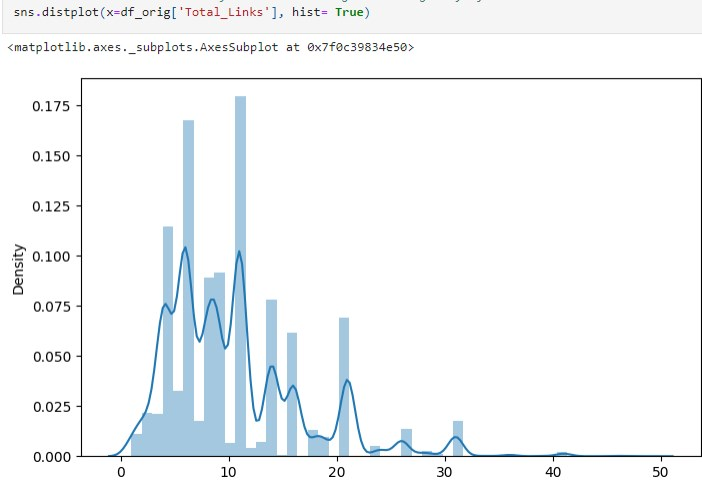 sns.distplot(x=df_orig['Total_Links'], hist= True)
<matplotlib.axes._subplots.AxesSubplot at 0x7f0c39834e50>
0.175
0.150
0.125
0.100
0.075
0.050
0.025
0.000
Density
0 10 20 30 40 50